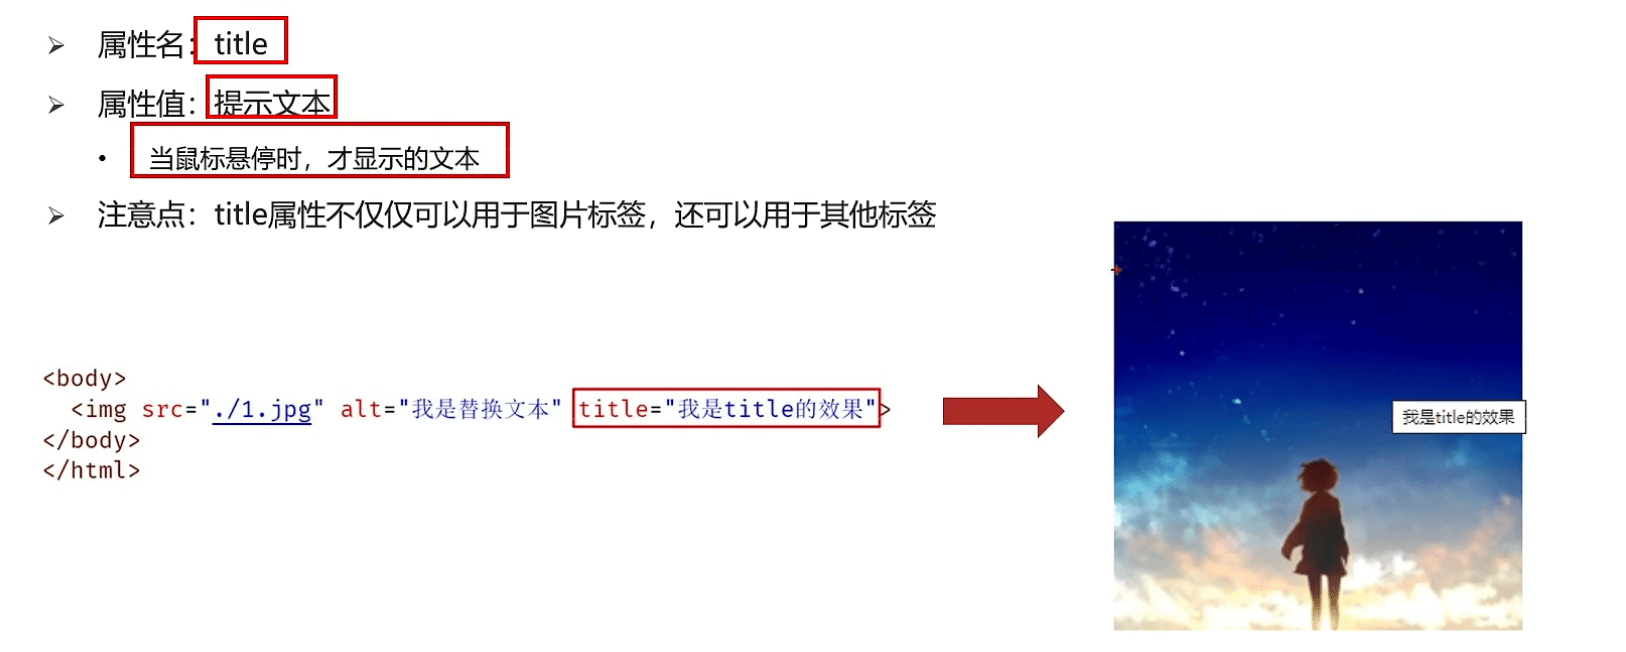 ➢ 属性名：title
➢ 属性值：提示文本
• 当鼠标悬停时，才显示的文本
➢ 注意点：title属性不仅仅可以用于图片标签，还可以用于其他标签
<body>
<img src="./1.jpg" alt="我是替换文本" title="我是title的效果">
</body>
</html>
我是title的效果